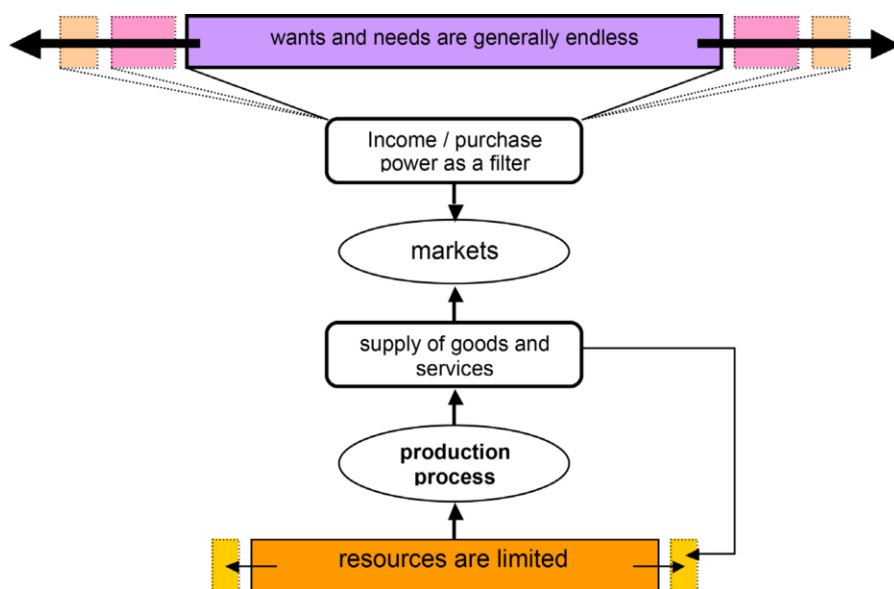 wants and needs are generally endless
Income / purchase
power as a filter
markets
supply of goods and
services
production
process
resources are limited